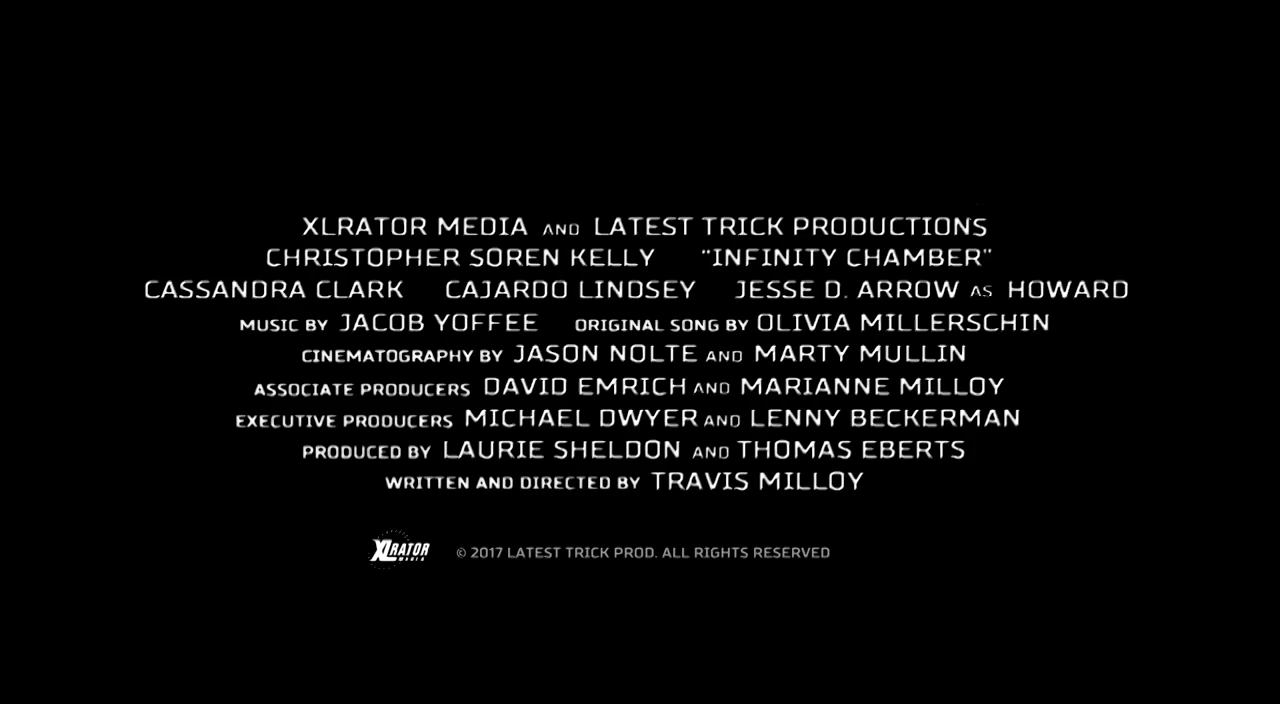 XLRATOR MEDIA AND LATEST TRICK PRODUCTIONS
CHRISTOPHER SOREN KELLY "INFINITY CHAMBER"
CASSANDRA CLARK CAJARDO LINDSEY JESSE D. ARROW AS HOWARD
MUSIC BY JACOB YOFFEE ORIGINAL SONG BY OLIVIA MILLERSCHIN
CINEMATOGRAPHY BY JASON NOLTE AND MARTY MULLIN
ASSOCIATE PRODUCERS DAVID EMRICH AND MARIANNE MILLOY
EXECUTIVE PRODUCERS MICHAEL DWYER AND LENNY BECKERMAN
PRODUCED BY LAURIE SHELDON AND THOMAS EBERTS
WRITTEN AND DIRECTED BY TRAVIS MILLOY
XLRATOR MEDIA © 2017 LATEST TRICK PROD. ALL RIGHTS RESERVED